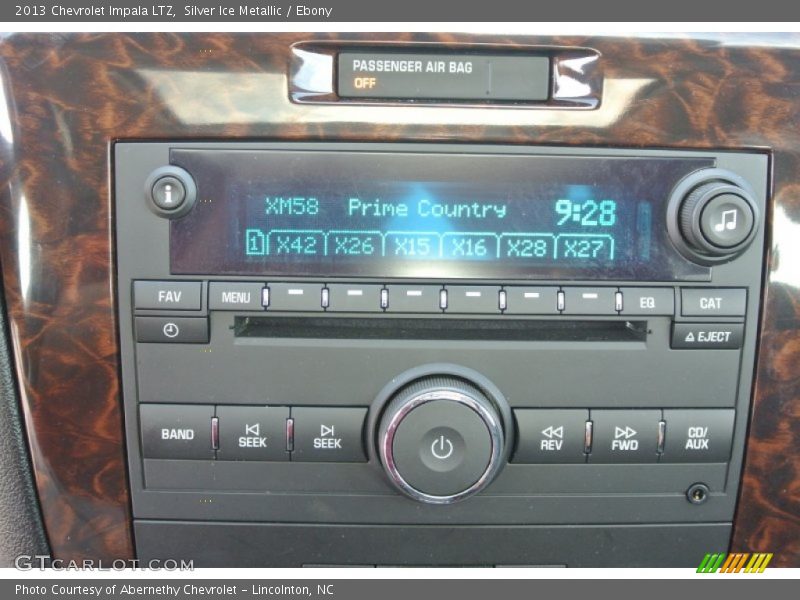 2013 Chevrolet Impala LTZ, Silver Ice Metallic / Ebony
PASSENGER AIR BAG
OFF
XM58 Prime Country 9:28
1 X42 X26 X15 X16 X28 X27
FAV MENU EQ CAT
EJECT
BAND SEEK SEEK REV FWD CD/AUX
GTCARLOT.COM
Photo Courtesy of Abernethy Chevrolet – Lincolnton, NC